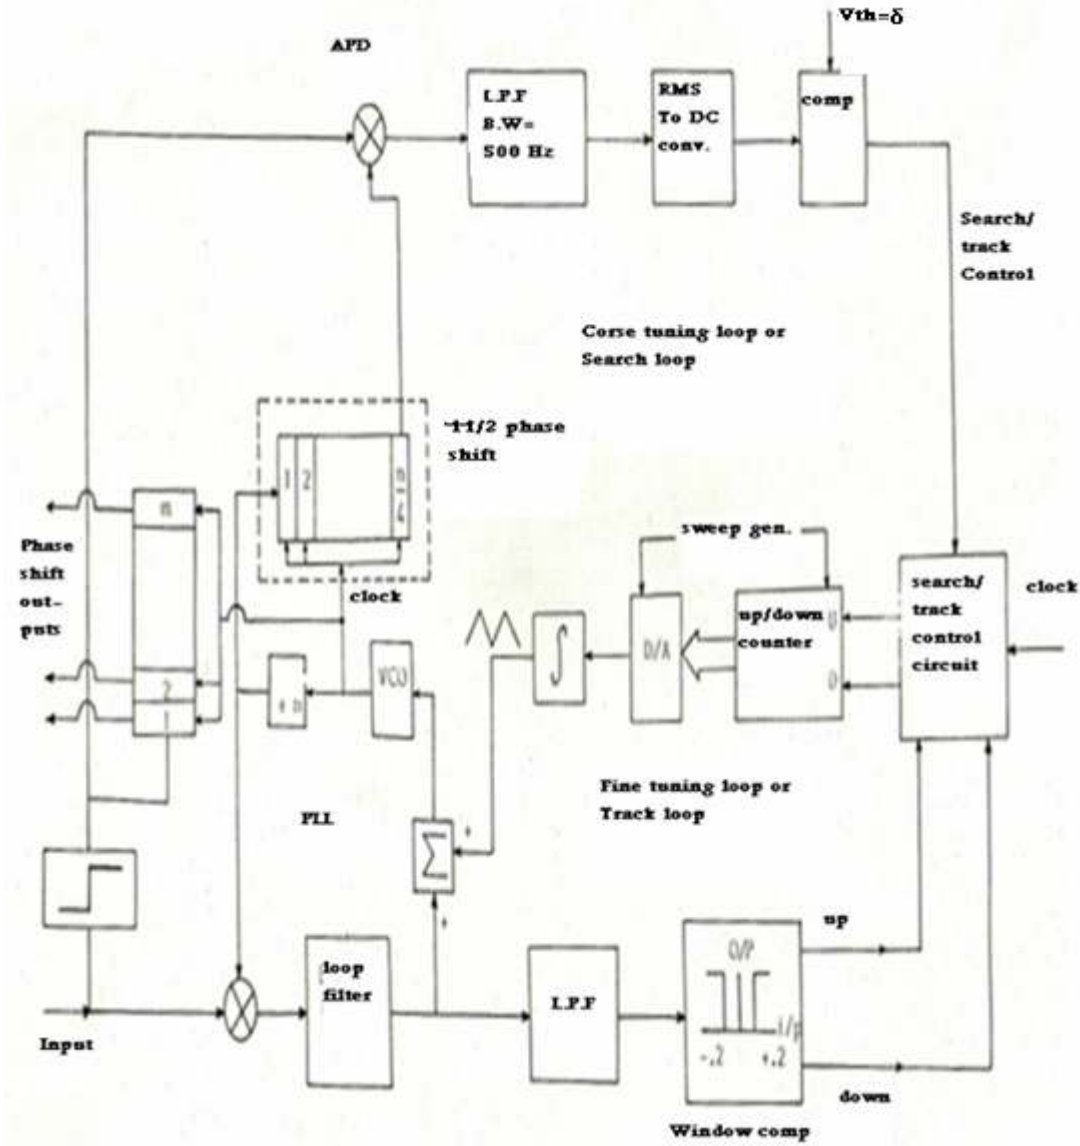 Vth=δ
APD
L.P.F
B.W=
500 Hz
RMS
To DC
conv.
comp
Search/
track
Control
Corse tuning loop or
Search loop
11/2 phase
shift
1 2 n/4
n
Phase
shift
out-
puts
sweep gen.
clock
search/
track
control
circuit
clock
up/down
counter
U
D
D/A
∫
VCO
÷ n
2
1
Fine tuning loop or
Track loop
PLL
Σ
+
+
up
O/P
I/p
-.2 +.2
loop
filter
L.P.F
Input
down
Window comp